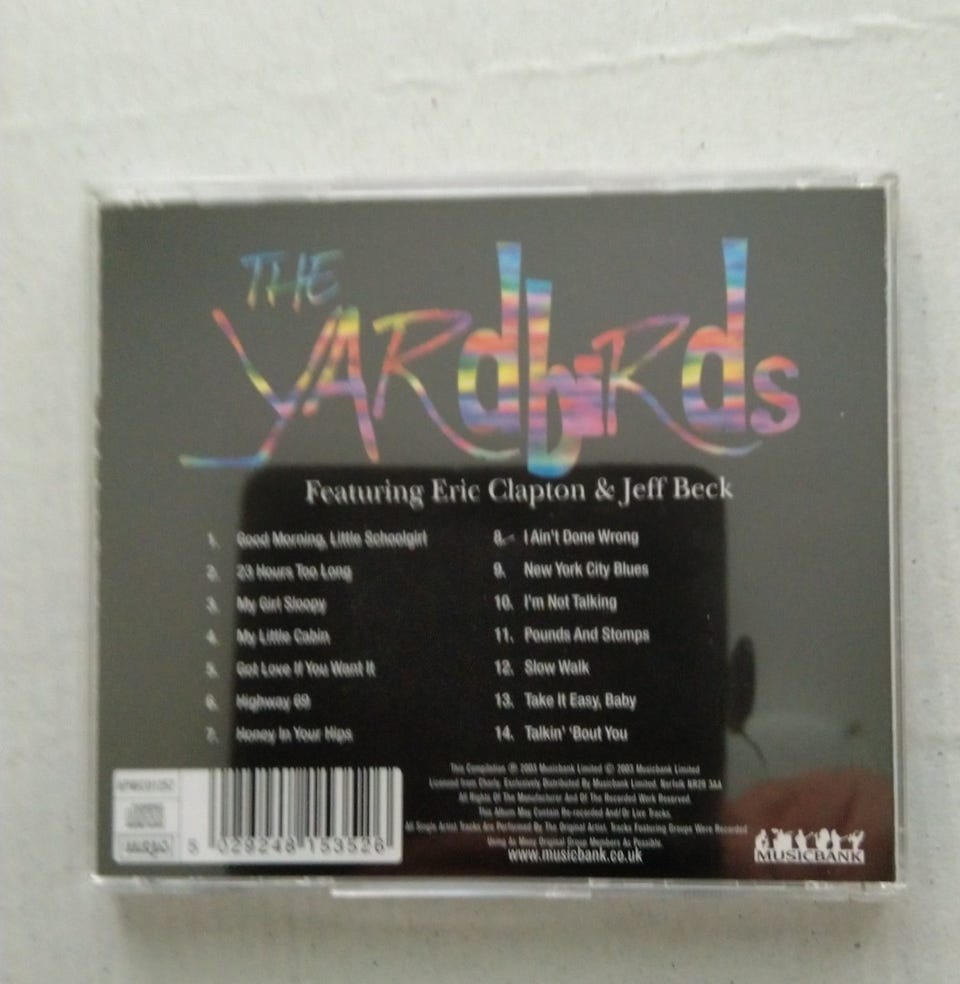 THE
YARdbiRds
Featuring Eric Clapton & Jeff Beck
1. Good Morning, Little Schoolgirl
2. 23 Hours Too Long
3. My Girl Sloopy
4. My Little Cabin
5. Got Love If You Want It
6. Highway 69
7. Honey In Your Hips
8. I Ain't Done Wrong
9. New York City Blues
10. I'm Not Talking
11. Pounds And Stomps
12. Slow Walk
13. Take It Easy, Baby
14. Talkin' 'Bout You
This Compilation ℗ 2003 Musicbank Limited © 2003 Musicbank Limited
Licensed from Charly. Exclusively Distributed By Musicbank Limited, Norfolk NR28 3AA
All Rights Of The Manufacturer And Of The Recorded Work Reserved.
This Album May Contain Re-recorded And/Or Live Tracks.
All Single Artist Tracks Are Performed By The Original Artist. Tracks Featuring Groups Were Recorded
Using As Many Original Group Members As Possible.
www.musicbank.co.uk
MUSICBANK
5 029248 153526